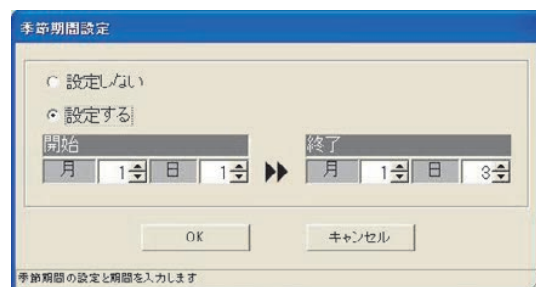 季節期間設定
設定しない
設定する
開始 終了
月 1 日 1 月 1 日 3
OK キャンセル
季節期間の設定と期間を入力します